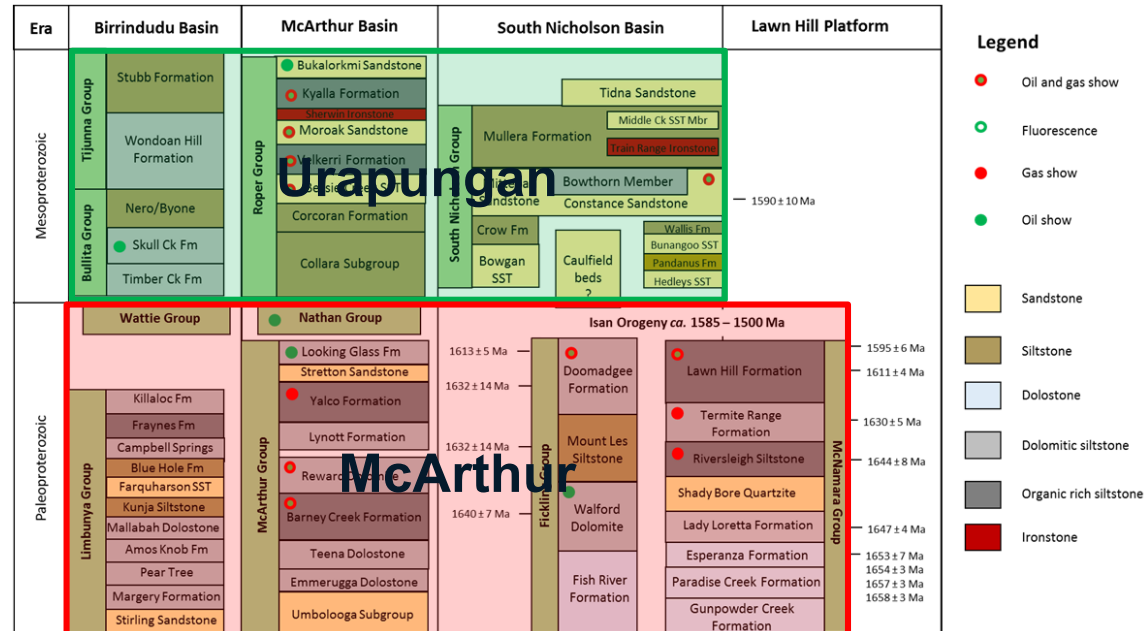 Era
Birrindudu Basin
McArthur Basin
South Nicholson Basin
Lawn Hill Platform
Mesoproterozoic
Tijunna Group
Stubb Formation
Wondoan Hill
Formation
Bullita Group
Nero/Byone
Skull Ck Fm
Timber Ck Fm
Roper Group
Bukalorkmi Sandstone
Kyalla Formation
Sherwin Ironstone
Moroak Sandstone
Velkerri Formation
Corcoran Formation
Collara Subgroup
Urapungan
South Nicholson Group
Tidna Sandstone
Mullera Formation
Middle Ck SST Mbr
Train Range Ironstone
Bowthorn Member
Sandstone
Constance Sandstone
Crow Fm
Bowgan
SST
Caulfield
beds
?
Wallis Fm
Bunangoo SST
Pandanus Fm
Hedleys SST
1590 ± 10 Ma
Paleoproterozoic
Wattie Group
Nathan Group
Isan Orogeny ca. 1585 – 1500 Ma
Limbunya Group
Killaloc Fm
Fraynes Fm
Campbell Springs
Blue Hole Fm
Farquharson SST
Kunja Siltstone
Mallabah Dolostone
Amos Knob Fm
Pear Tree
Margery Formation
Stirling Sandstone
McArthur Group
Looking Glass Fm
Stretton Sandstone
Yalco Formation
Lynott Formation
Reward
Barney Creek Formation
Teena Dolostone
Emmerugga Dolostone
Umbolooga Subgroup
McArthur
1613 ± 5 Ma
1632 ± 14 Ma
1632 ± 14 Ma
1640 ± 7 Ma
Fickling Group
Doomadgee
Formation
Mount Les
Siltstone
Walford
Dolomite
Fish River
Formation
Lawn Hill Formation
Termite Range
Formation
Riversleigh Siltstone
Shady Bore Quartzite
Lady Loretta Formation
Esperanza Formation
Paradise Creek Formation
Gunpowder Creek
Formation
McNamara Group
1595 ± 6 Ma
1611 ± 4 Ma
1630 ± 5 Ma
1644 ± 8 Ma
1647 ± 4 Ma
1653 ± 7 Ma
1654 ± 3 Ma
1657 ± 3 Ma
1658 ± 3 Ma
Legend
Oil and gas show
Fluorescence
Gas show
Oil show
Sandstone
Siltstone
Dolostone
Dolomitic siltstone
Organic rich siltstone
Ironstone